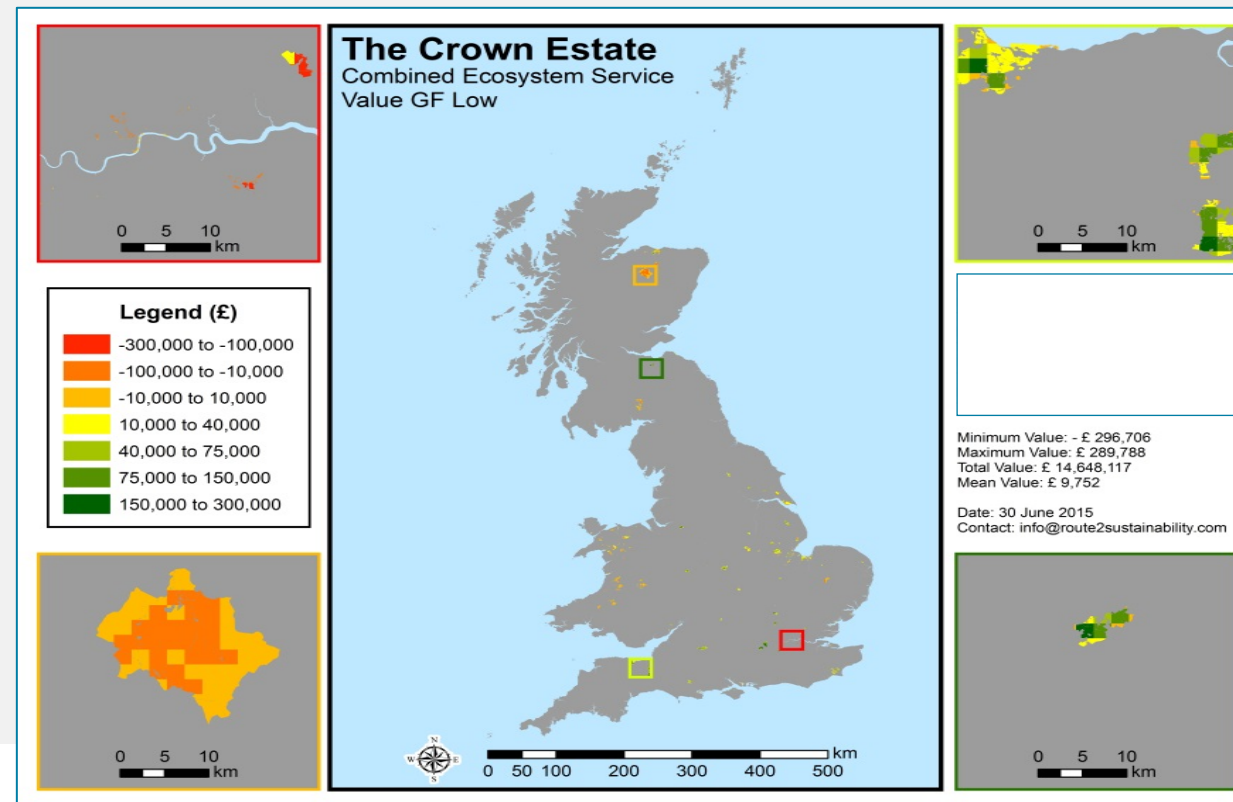 The Crown Estate
Combined Ecosystem Service
Value GF Low
0 5 10
km
0 5 10
km
Legend (£)
-300,000 to -100,000
-100,000 to -10,000
-10,000 to 10,000
10,000 to 40,000
40,000 to 75,000
75,000 to 150,000
150,000 to 300,000
Minimum Value: - £ 296,706
Maximum Value: £ 289,788
Total Value: £ 14,648,117
Mean Value: £ 9,752
Date: 30 June 2015
Contact: info@route2sustainability.com
0 5 10
km
N
W E
S
km
0 50 100 200 300 400 500
0 5 10
km